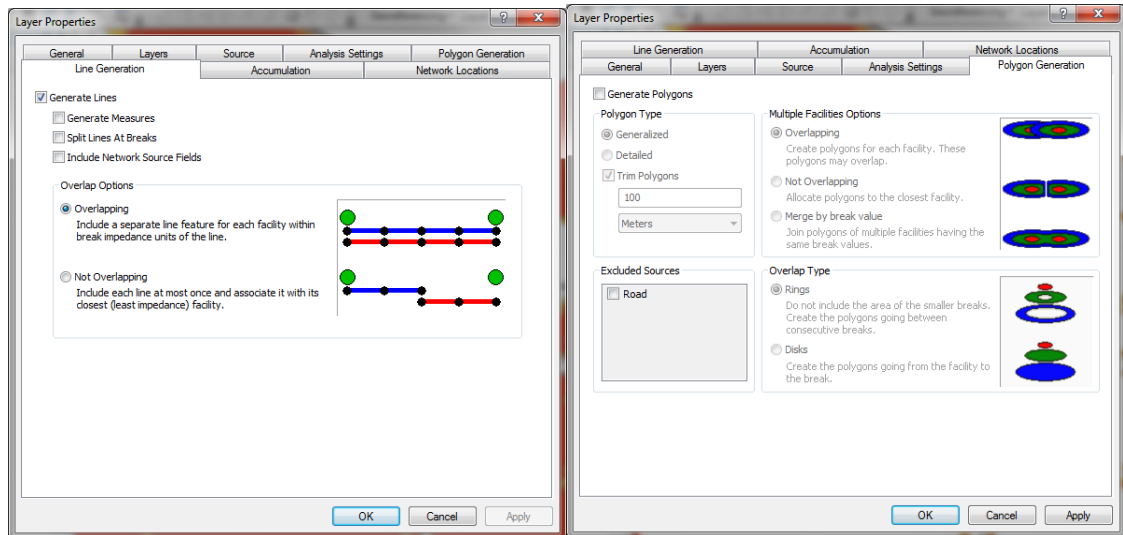 Layer Properties
General Layers Source Analysis Settings Polygon Generation
Line Generation Accumulation Network Locations
Generate Lines
Generate Measures
Split Lines At Breaks
Include Network Source Fields
Overlap Options
Overlapping
Include a separate line feature for each facility within
break impedance units of the line.
Not Overlapping
Include each line at most once and associate it with its
closest (least impedance) facility.
OK Cancel Apply
Layer Properties
Line Generation Accumulation Network Locations
General Layers Source Analysis Settings Polygon Generation
Generate Polygons
Polygon Type
Generalized
Detailed
Trim Polygons
100
Meters
Multiple Facilities Options
Overlapping
Create polygons for each facility. These
polygons may overlap.
Not Overlapping
Allocate polygons to the closest facility.
Merge by break value
Join polygons of multiple facilities having the
same break values.
Excluded Sources
Road
Overlap Type
Rings
Do not include the area of the smaller breaks.
Create the polygons going between
consecutive breaks.
Disks
Create the polygons going from the facility to
the break.
OK Cancel Apply